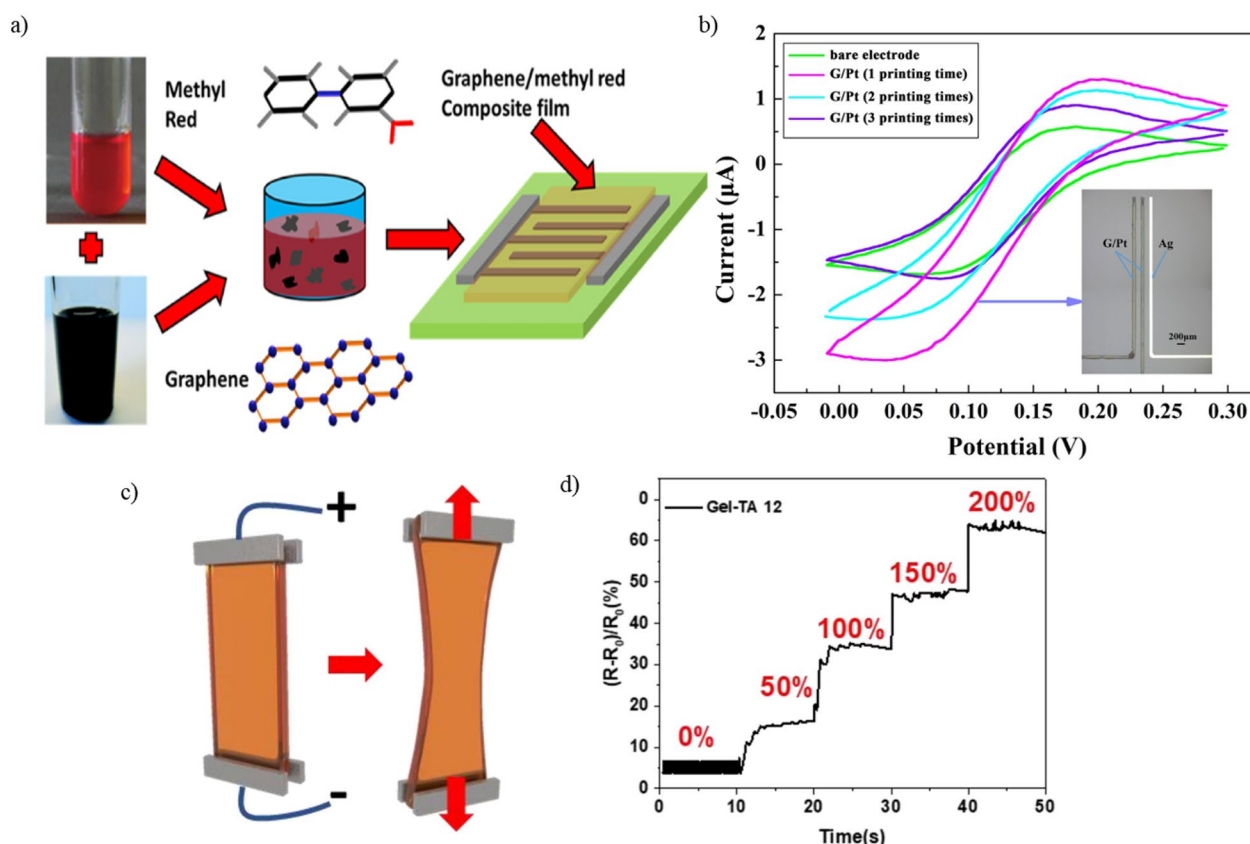 a)
Methyl
Red
Graphene/methyl red
Composite film
Graphene
b)
bare electrode
G/Pt (1 printing time)
G/Pt (2 printing times)
G/Pt (3 printing times)
2
1
0
-1
-2
-3
Current (μA)
G/Pt
Ag
200μm
-0.05
0.00
0.05
0.10
0.15
0.20
0.25
0.30
Potential (V)
c)
+
-
d)
Gel-TA 12
0
60
50
40
30
20
10
0
(R-R₀)/R₀(%)
0%
50%
100%
150%
200%
0
10
20
30
40
50
Time(s)